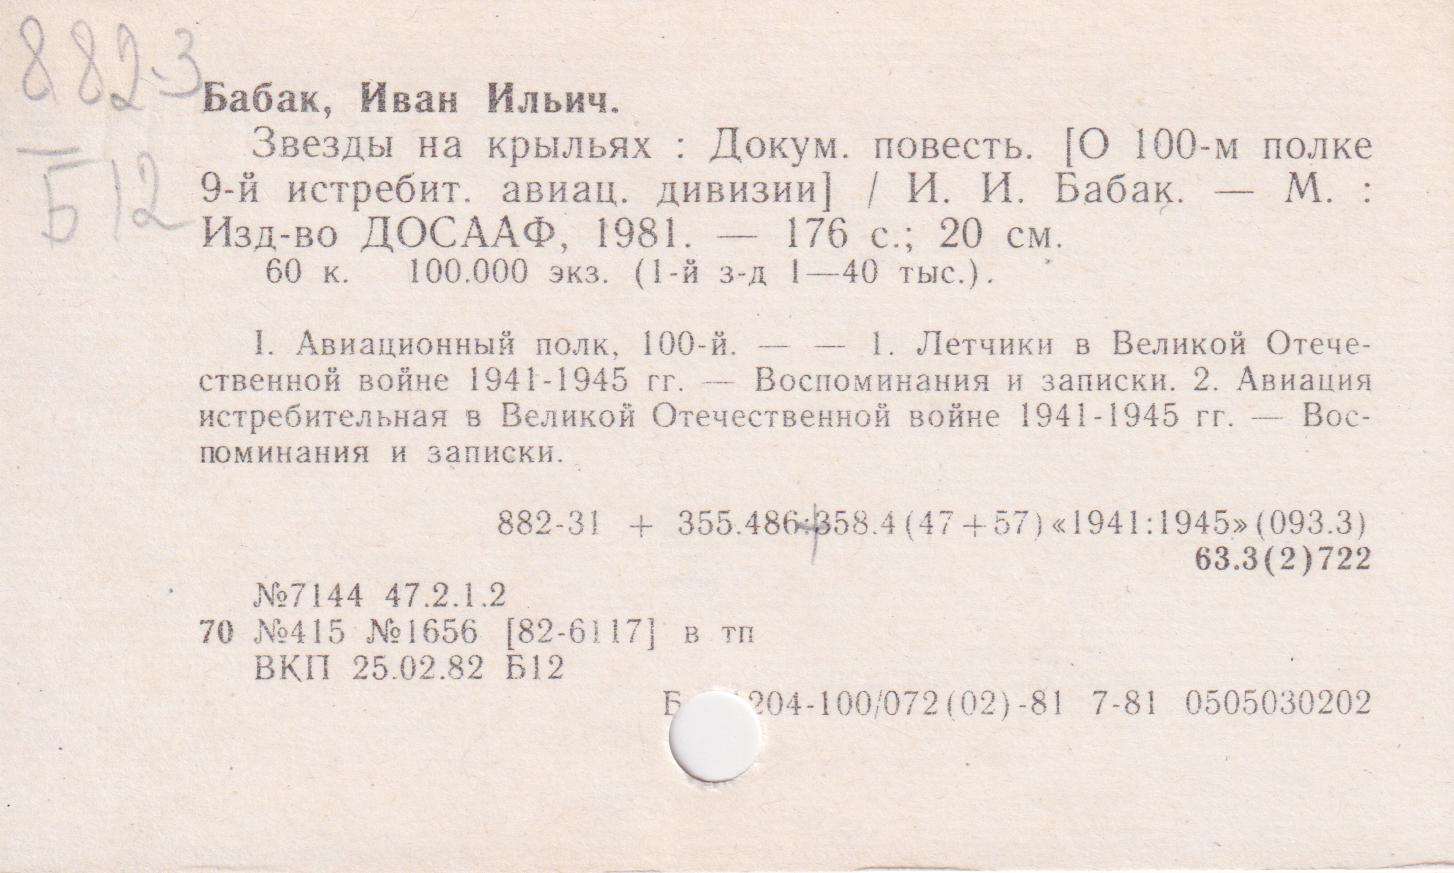 882-3
Б12
Бабак, Иван Ильич.
Звезды на крыльях : Докум. повесть. [О 100-м полке
9-й истребит. авиац. дивизии] / И. И. Бабак. — М. :
Изд-во ДОСААФ, 1981. — 176 с.; 20 см.
60 к. 100.000 экз. (1-й з-д 1—40 тыс.).
I. Авиационный полк, 100-й. — — 1. Летчики в Великой Отече-
ственной войне 1941-1945 гг. — Воспоминания и записки. 2. Авиация
истребительная в Великой Отечественной войне 1941-1945 гг. — Вос-
поминания и записки.
882-31 + 355.486:358.4(47+57)«1941:1945»(093.3)
63.3(2)722
№7144 47.2.1.2
70 №415 №1656 [82-6117] в тп
ВКП 25.02.82 Б12
Б 204-100/072(02)-81 7-81 0505030202